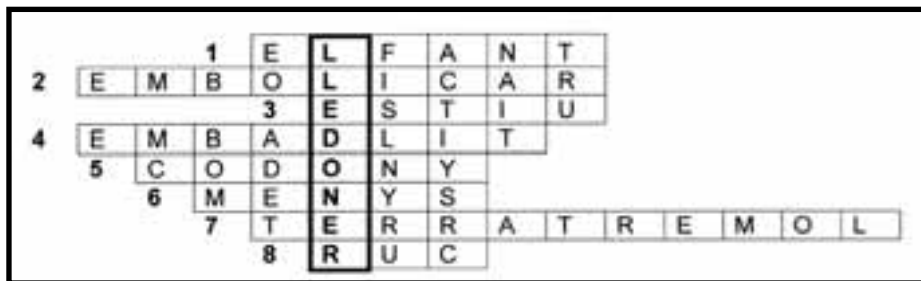 1 E L F A N T
2 E M B O L I C A R
3 E S T I U
4 E M B A D L I T
5 C O D O N Y
6 M E N Y S
7 T E R R A T R E M O L
8 R U C